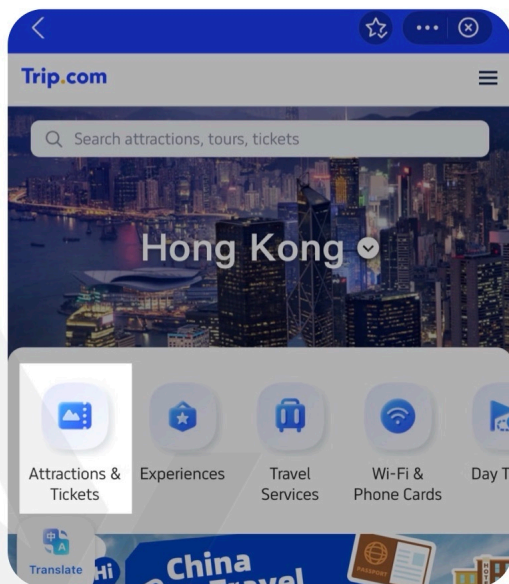 Trip.com
Search attractions, tours, tickets
Hong Kong
Attractions &
Tickets
Experiences
Travel
Services
Wi-Fi &
Phone Cards
Day T
Translate
Hi
China
Travel
PASSPORT